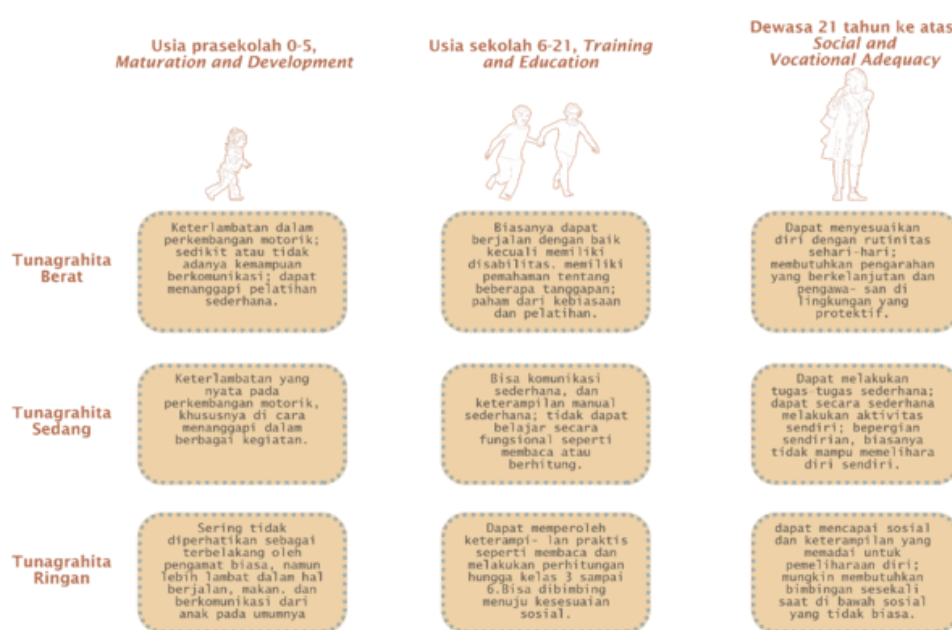 Usia prasekolah 0-5,
Maturation and Development
Usia sekolah 6-21, Training
and Education
Dewasa 21 tahun ke atas
Social and
Vocational Adequacy
Tunagrahita
Berat
Keterlambatan dalam
perkembangan motorik;
sedikit atau tidak
adanya kemampuan
berkomunikasi; dapat
menanggapi pelatihan
sederhana.
Biasanya dapat
berjalan dengan baik
kecuali memiliki
disabilitas. memiliki
pemahaman tentang
beberapa tanggapan;
paham dari kebiasaan
dan pelatihan.
Dapat menyesuaikan
diri dengan rutinitas
sehari-hari;
membutuhkan pengarahan
yang berkelanjutan dan
pengawa- san di
lingkungan yang
protektif.
Tunagrahita
Sedang
Keterlambatan yang
nyata pada
perkembangan motorik,
khususnya di cara
menanggapi dalam
berbagai kegiatan.
Bisa komunikasi
sederhana, dan
keterampilan manual
sederhana; tidak dapat
belajar secara
fungsional seperti
membaca atau
berhitung.
Dapat melakukan
tugas-tugas sederhana;
dapat secara sederhana
melakukan aktivitas
sendiri; bepergian
sendirian, biasanya
tidak mampu memelihara
diri sendiri.
Tunagrahita
Ringan
Sering tidak
diperhatikan sebagai
terbelakang oleh
pengamat biasa, namun
lebih lambat dalam hal
berjalan, makan. dan
berkomunikasi dari
anak pada umumnya
Dapat memperoleh
keterampi- lan praktis
seperti membaca dan
melakukan perhitungan
hungga kelas 3 sampai
6.Bisa dibimbing
menuju kesesuaian
sosial.
dapat mencapai sosial
dan keterampilan yang
memadai untuk
pemeliharaan diri;
mungkin membutuhkan
bimbingan sesekali
saat di bawah sosial
yang tidak biasa.